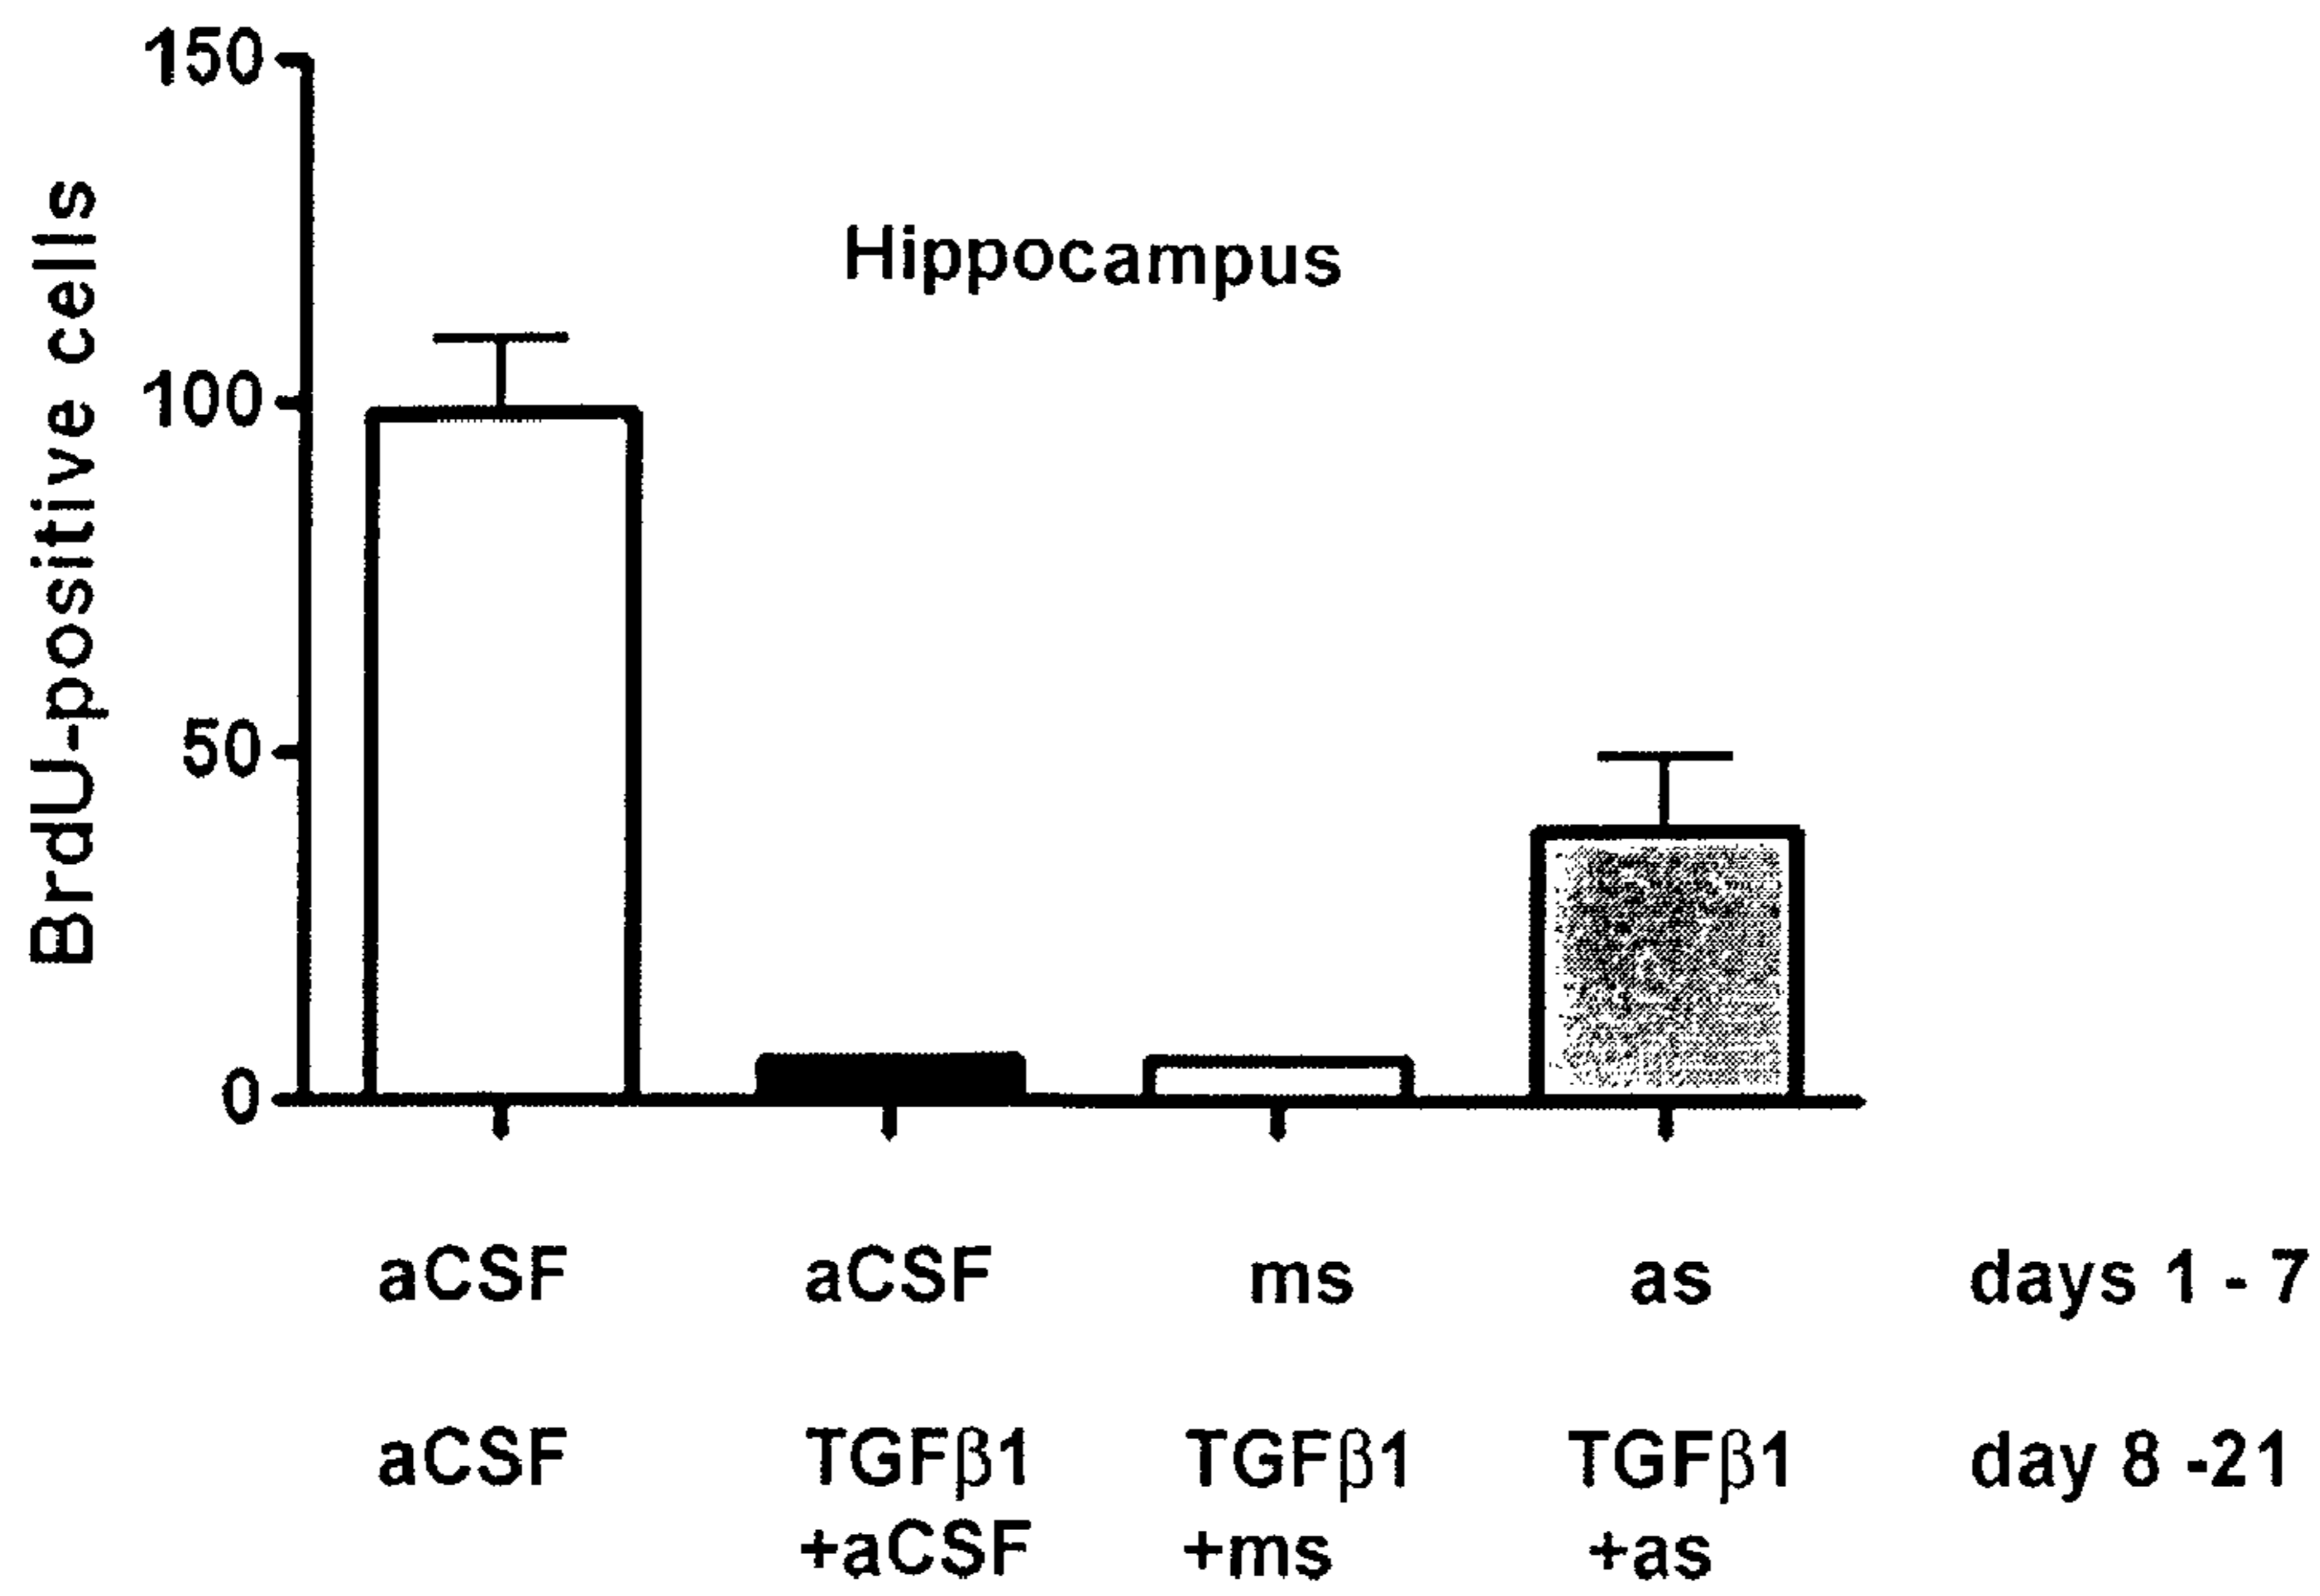 150
100
50
0
BrdU-positive cells
Hippocampus
aCSF aCSF ms as days 1 - 7
aCSF TGFβ1 TGFβ1 TGFβ1 day 8 -21
+aCSF +ms +as